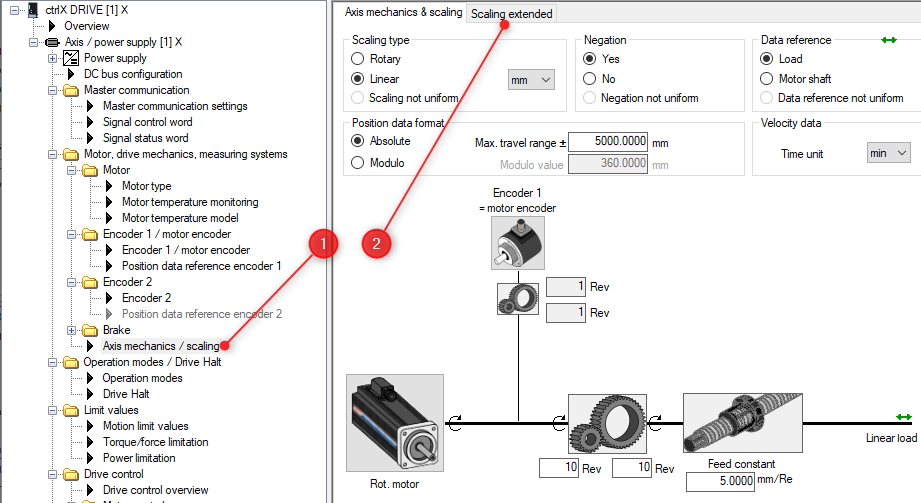 ctrlX DRIVE [1] X
Overview
Axis / power supply [1] X
Power supply
DC bus configuration
Master communication
Master communication settings
Signal control word
Signal status word
Motor, drive mechanics, measuring systems
Motor
Motor type
Motor temperature monitoring
Motor temperature model
Encoder 1 / motor encoder
Encoder 1 / motor encoder
Position data reference encoder 1
Encoder 2
Encoder 2
Position data reference encoder 2
Brake
Axis mechanics / scaling
Operation modes / Drive Halt
Operation modes
Drive Halt
Limit values
Motion limit values
Torque/force limitation
Power limitation
Drive control
Drive control overview
1
2
Axis mechanics & scaling Scaling extended
Scaling type
Rotary
Linear mm
Scaling not uniform
Negation
Yes
No
Negation not uniform
Data reference
Load
Motor shaft
Data reference not uniform
Position data format
Absolute
Modulo
Max. travel range ± 5000.0000 mm
Modulo value 360.0000 mm
Velocity data
Time unit min
Encoder 1
= motor encoder
1 Rev
1 Rev
Rot. motor
10 Rev 10 Rev
Feed constant
5.0000 mm/Re
Linear load